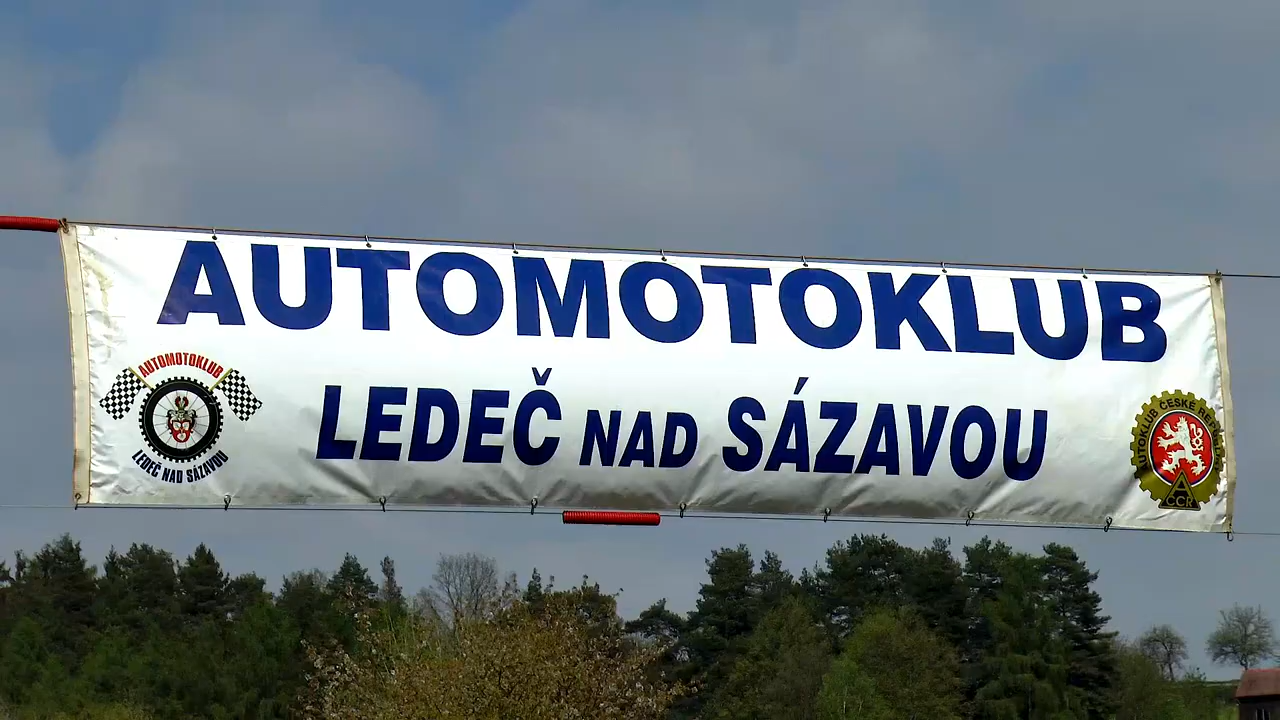 AUTOMOTOKLUB
LEDEČ NAD SÁZAVOU
AUTOMOTOKLUB
LEDEČ NAD SÁZAVOU
AUTOKLUB ČESKÉ REPUBLIKY